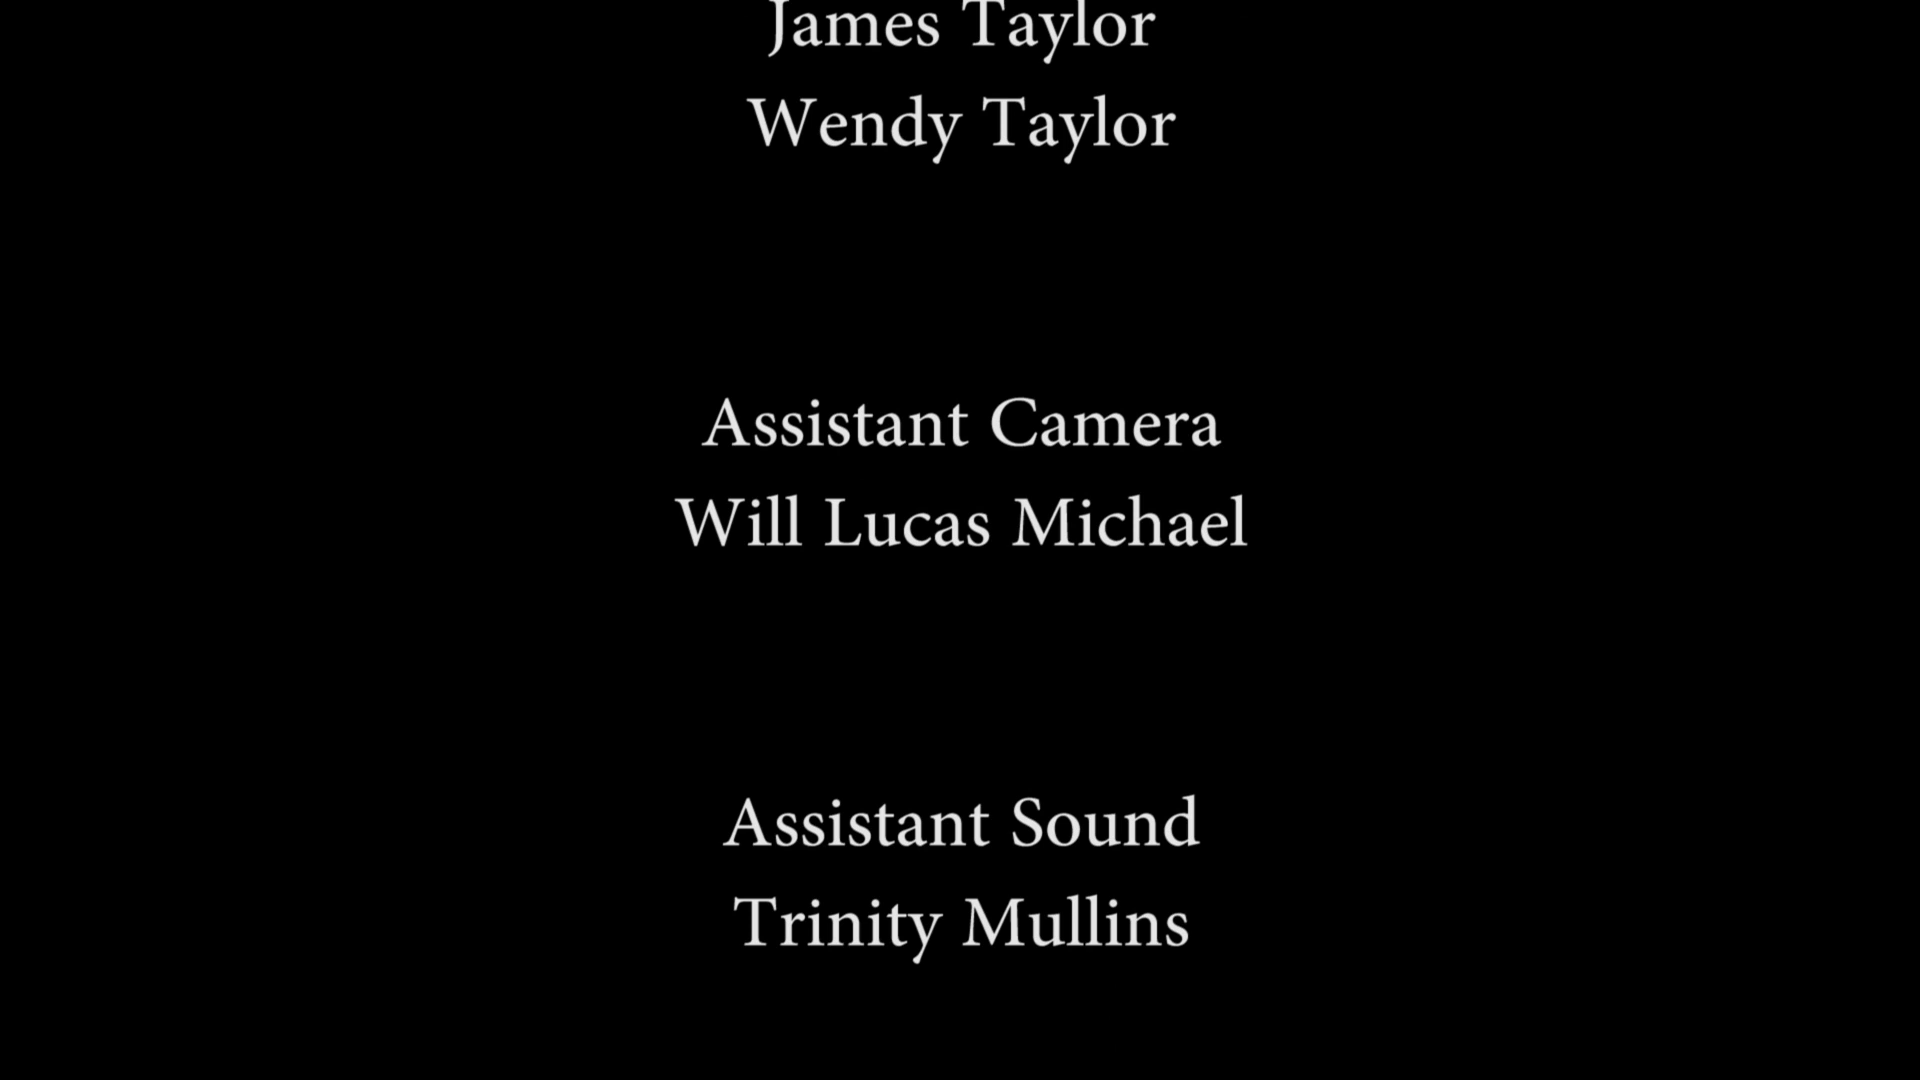 James Taylor
Wendy Taylor
Assistant Camera
Will Lucas Michael
Assistant Sound
Trinity Mullins